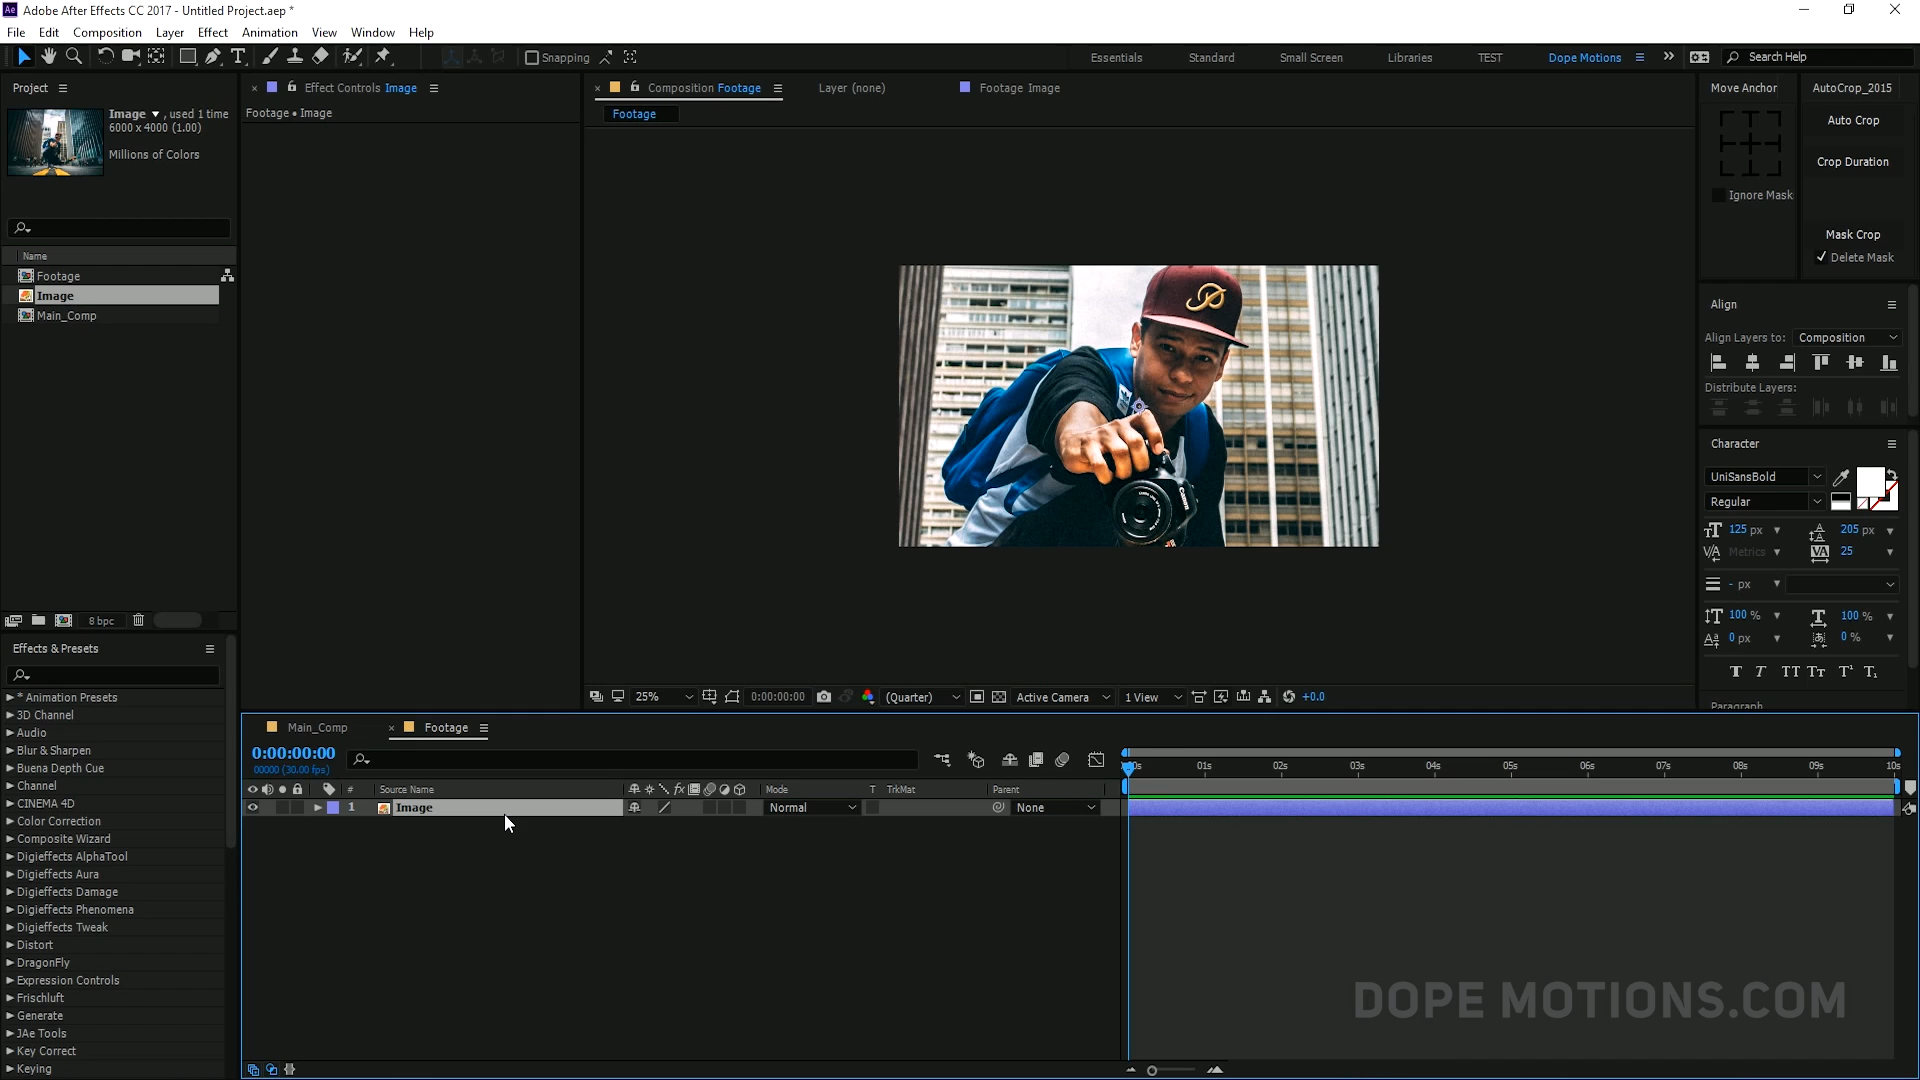 Adobe After Effects CC 2017 - Untitled Project.aep *
File Edit Composition Layer Effect Animation View Window Help
Snapping Essentials Standard Small Screen Libraries TEST Dope Motions Search Help
Project
Image , used 1 time
6000 x 4000 (1.00)
Millions of Colors
Name
Footage
Image
Main_Comp
8 bpc
Effect Controls Image
Footage • Image
Composition Footage
Layer (none)
Footage Image
Footage
Canon
25%
0:00:00:00
(Quarter)
Active Camera
1 View
+0.0
Move Anchor
Ignore Mask
AutoCrop_2015
Auto Crop
Crop Duration
Mask Crop
Delete Mask
Align
Align Layers to: Composition
Distribute Layers:
Character
UniSansBold
Regular
125 px 205 px
Metrics 25
- px
100 % 100 %
0 px 0 %
Paragraph
Effects & Presets
* Animation Presets
3D Channel
Audio
Blur & Sharpen
Buena Depth Cue
Channel
CINEMA 4D
Color Correction
Composite Wizard
Digieffects AlphaTool
Digieffects Aura
Digieffects Damage
Digieffects Phenomena
Digieffects Tweak
Distort
DragonFly
Expression Controls
Frischluft
Generate
JAe Tools
Key Correct
Keying
Main_Comp
Footage
0:00:00:00
00000 (30.00 fps)
# Source Name Mode T TrkMat Parent
1 Image Normal None
01s 02s 03s 04s 05s 06s 07s 08s 09s 10s
DOPE MOTIONS.COM